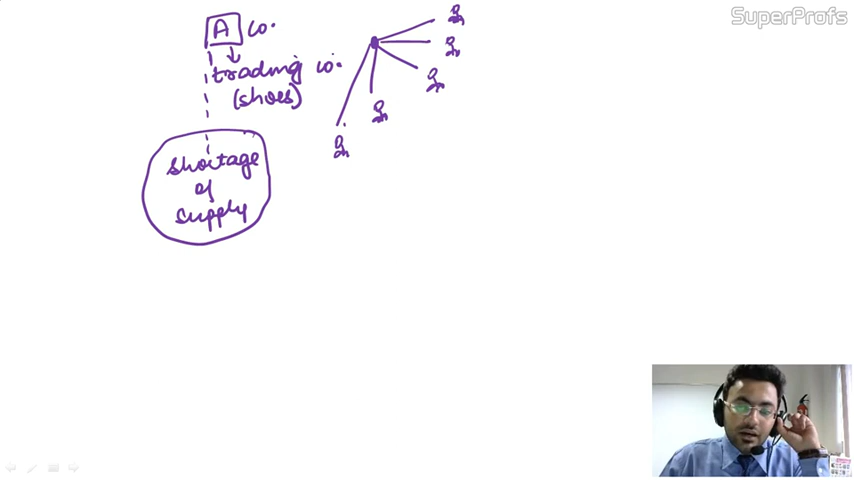 A Co.
trading co.
(shoes)
shortage
of
supply
SuperProfs